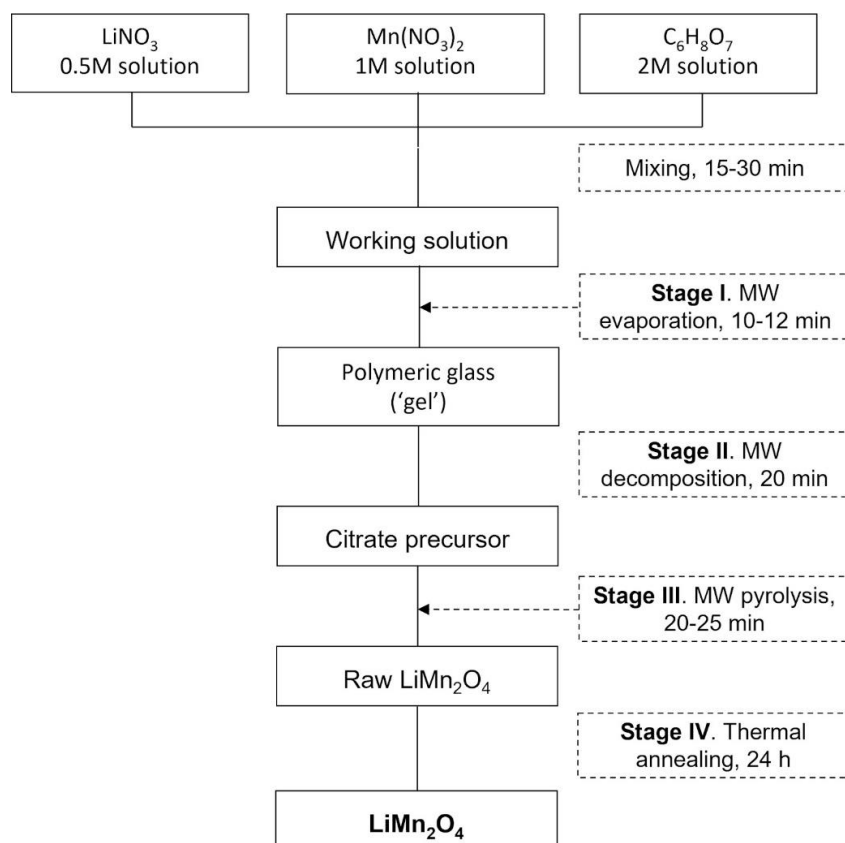 LiNO₃
0.5M solution
Mn(NO₃)₂
1M solution
C₆H₈O₇
2M solution
Mixing, 15-30 min
Working solution
Stage I. MW
evaporation, 10-12 min
Polymeric glass
(‘gel’)
Stage II. MW
decomposition, 20 min
Citrate precursor
Stage III. MW pyrolysis,
20-25 min
Raw LiMn₂O₄
Stage IV. Thermal
annealing, 24 h
LiMn₂O₄